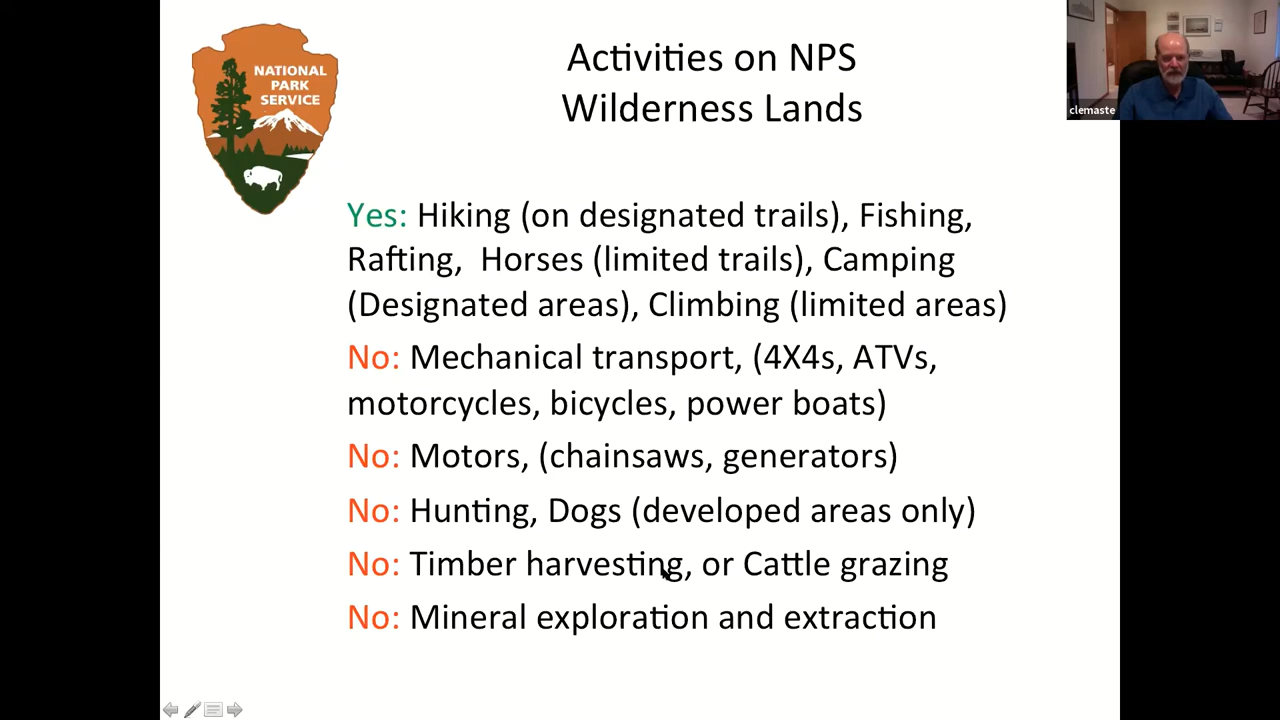 NATIONAL
PARK
SERVICE
Activities on NPS
Wilderness Lands
clemaste
Yes: Hiking (on designated trails), Fishing,
Rafting,  Horses (limited trails), Camping
(Designated areas), Climbing (limited areas)
No: Mechanical transport, (4X4s, ATVs,
motorcycles, bicycles, power boats)
No: Motors, (chainsaws, generators)
No: Hunting, Dogs (developed areas only)
No: Timber harvesting, or Cattle grazing
No: Mineral exploration and extraction